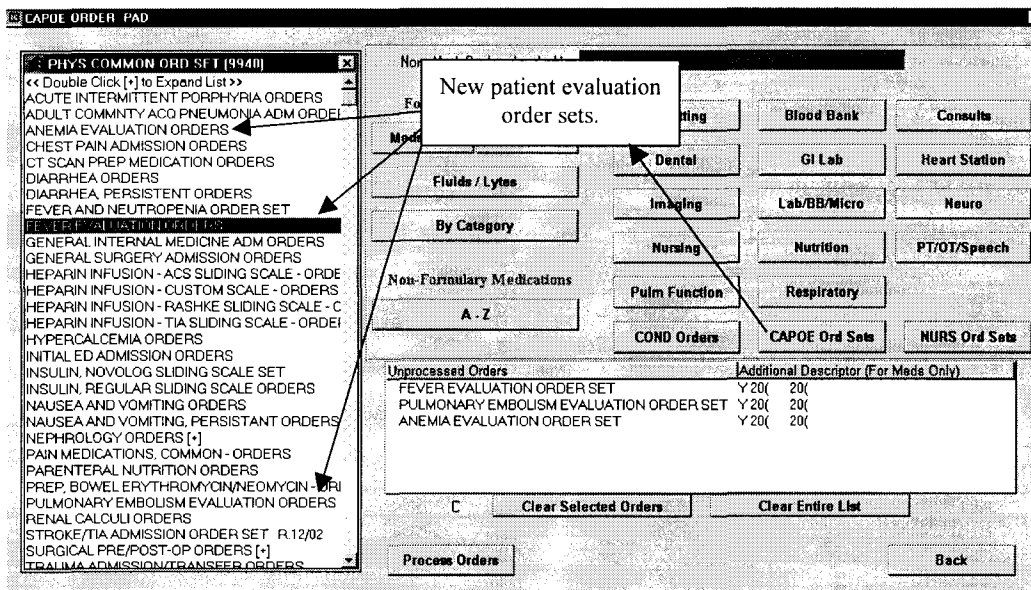 CAPOE ORDER PAD
PHYS COMMON ORD SET (9940)
<< Double Click [+] to Expand List >>
ACUTE INTERMITTENT PORPHYRIA ORDERS
ADULT COMMNTY ACQ PNEUMONIA ADM ORDEI
ANEMIA EVALUATION ORDERS
CHEST PAIN ADMISSION ORDERS
CT SCAN PREP MEDICATION ORDERS
DIARRHEA ORDERS
DIARRHEA, PERSISTENT ORDERS
FEVER AND NEUTROPENIA ORDER SET
FEVER EVALUATION ORDERS
GENERAL INTERNAL MEDICINE ADM ORDERS
GENERAL SURGERY ADMISSION ORDERS
HEPARIN INFUSION - ACS SLIDING SCALE - ORDE
HEPARIN INFUSION - CUSTOM SCALE - ORDERS
HEPARIN INFUSION - RASHKE SLIDING SCALE - C
HEPARIN INFUSION - TIA SLIDING SCALE - ORDEI
HYPERCALCEMIA ORDERS
INITIAL ED ADMISSION ORDERS
INSULIN, NOVOLOG SLIDING SCALE SET
INSULIN, REGULAR SLIDING SCALE ORDERS
NAUSEA AND VOMITING ORDERS
NAUSEA AND VOMITING, PERSISTANT ORDERS
NEPHROLOGY ORDERS [+]
PAIN MEDICATIONS, COMMON - ORDERS
PARENTERAL NUTRITION ORDERS
PREP, BOWEL ERYTHROMYCIN/NEOMYCIN - ORI
PULMONARY EMBOLISM EVALUATION ORDERS
RENAL CALCULI ORDERS
STROKE/TIA ADMISSION ORDER SET R.12/02
SURGICAL PRE/POST-OP ORDERS [+]
TRAUMA ADMISSION/TRANSFER ORDERS
New patient evaluation
order sets.
Fluids / Lytes
By Category
Non-Formulary Medications
A - Z
Blood Bank Consults
Dental GI Lab Heart Station
Imaging Lab/BB/Micro Neuro
Nursing Nutrition PT/OT/Speech
Pulm Function Respiratory
COND Orders CAPOE Ord Sets NURS Ord Sets
Unprocessed Orders Additional Descriptor (For Meds Only)
FEVER EVALUATION ORDER SET Y 20( 20(
PULMONARY EMBOLISM EVALUATION ORDER SET Y 20( 20(
ANEMIA EVALUATION ORDER SET Y 20( 20(
C Clear Selected Orders Clear Entire List
Process Orders Back